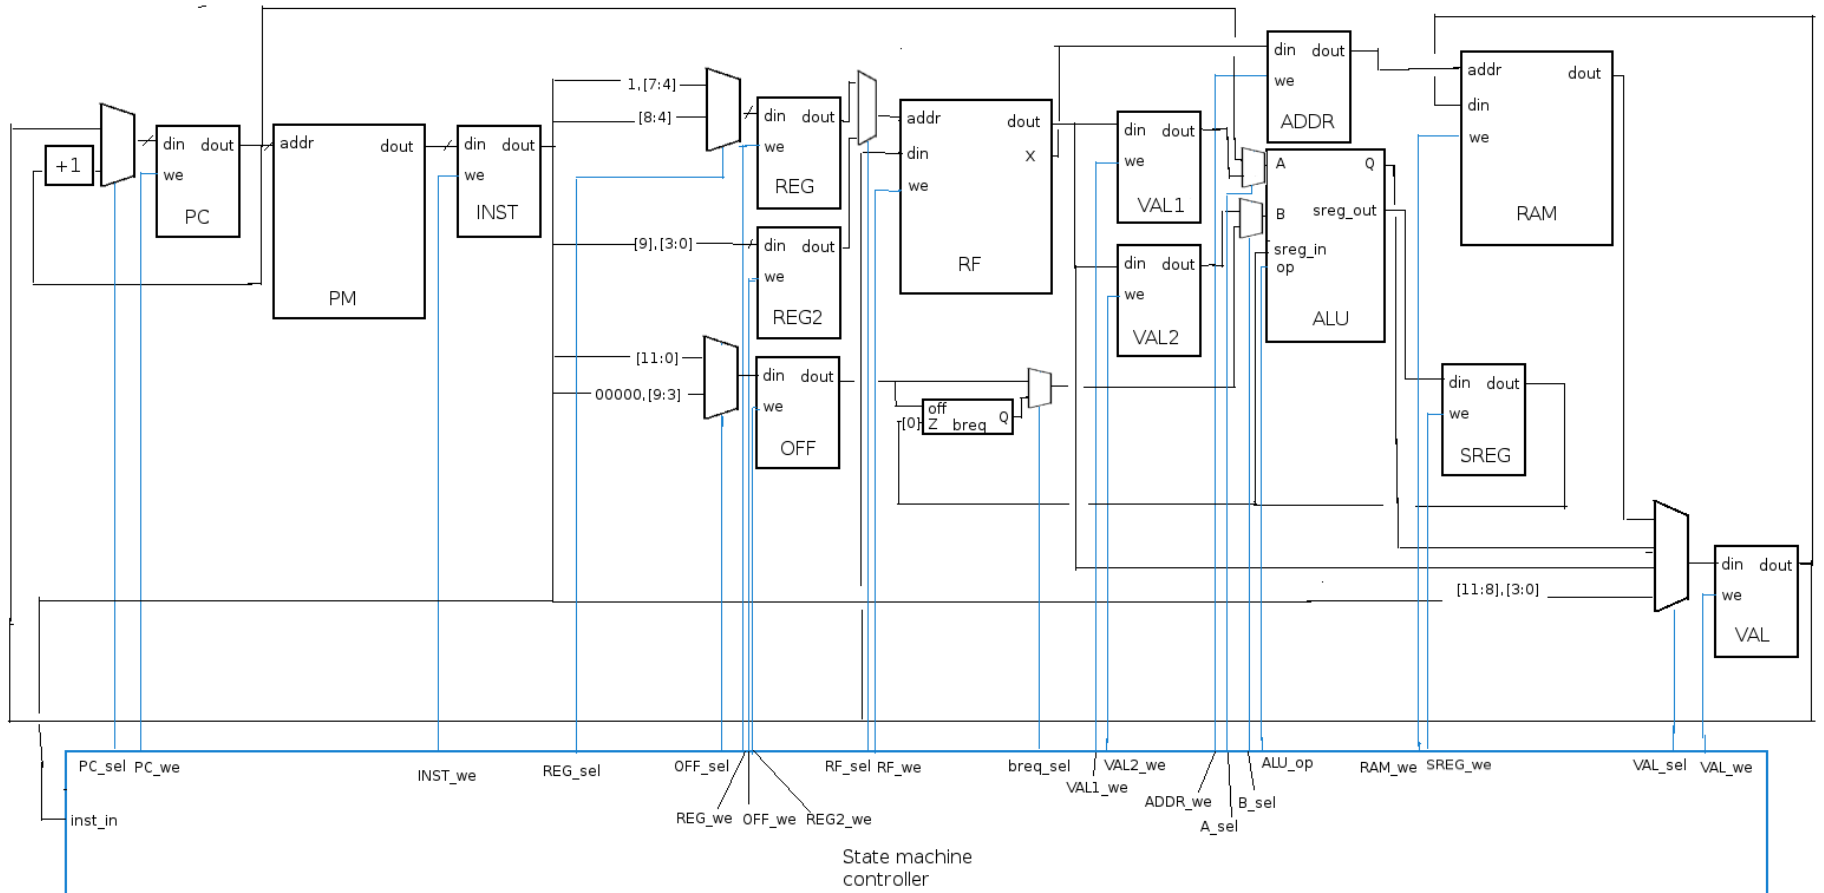 +1
din dout
we
PC
addr
dout
PM
din dout
we
INST
1,[7:4]
[8:4]
[9],[3:0]
[11:0]
00000,[9:3]
din dout
we
REG
din dout
we
REG2
din dout
we
OFF
addr
dout
din
X
we
RF
off
[0] Z breq Q
din dout
we
VAL1
din dout
we
VAL2
din dout
we
ADDR
A Q
B sreg_out
sreg_in
op
ALU
addr dout
din
we
RAM
din dout
we
SREG
[11:8],[3:0]
din dout
we
VAL
PC_sel PC_we
INST_we
REG_sel
OFF_sel
REG_we OFF_we REG2_we
RF_sel RF_we
breq_sel
VAL1_we
VAL2_we
ADDR_we
A_sel
B_sel
ALU_op
RAM_we SREG_we
VAL_sel VAL_we
inst_in
State machine
controller